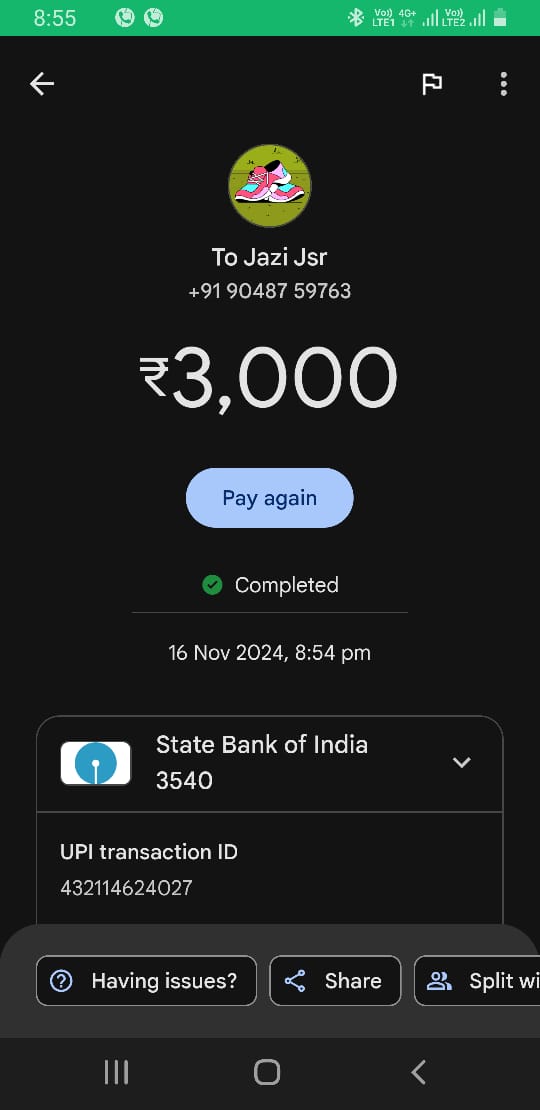 8:55
Vo)) 4G+ Vo))
LTE1 LTE2
To Jazi Jsr
+91 90487 59763
₹3,000
Pay again
Completed
16 Nov 2024, 8:54 pm
State Bank of India
3540
UPI transaction ID
432114624027
Having issues?
Share
Split wi